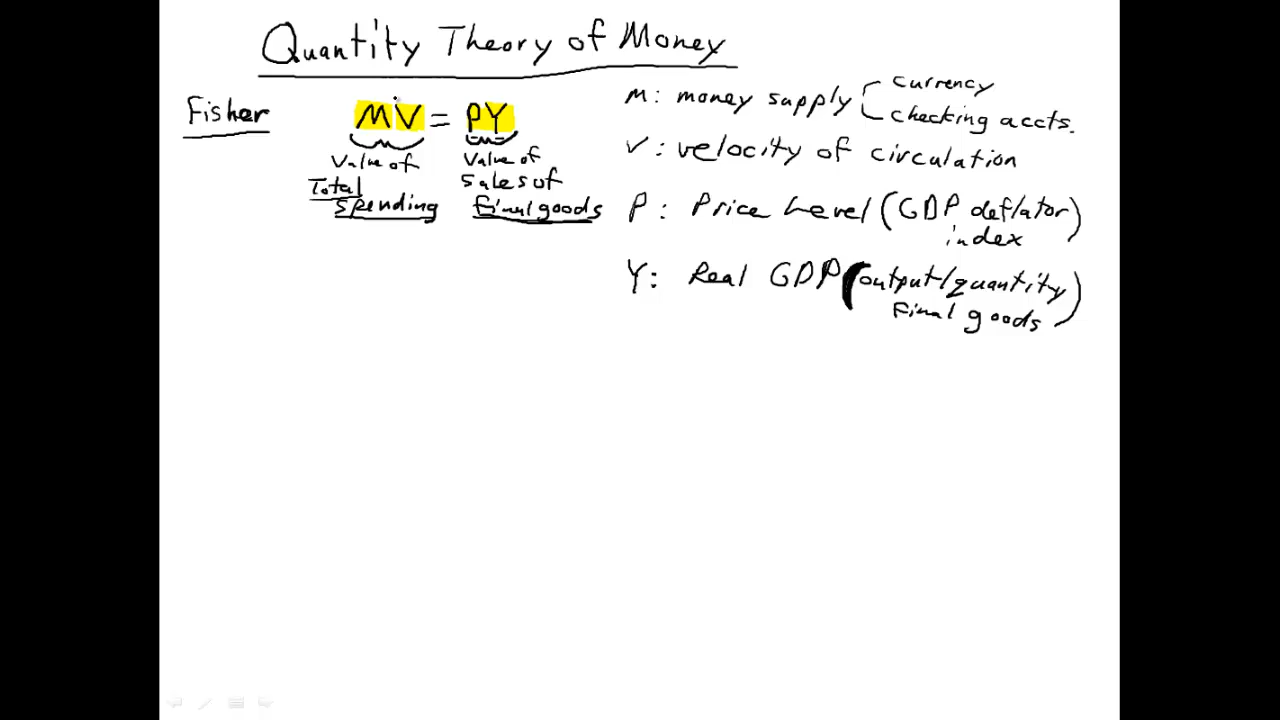 Quantity Theory of Money
Fisher
MV = PY
Value of
Total
spending
Value of
Sales of
final goods
M: money supply
currency
checking accts.
V: velocity of circulation
P: Price Level (GDP deflator)
index
Y: Real GDP (output/quantity)
Final goods